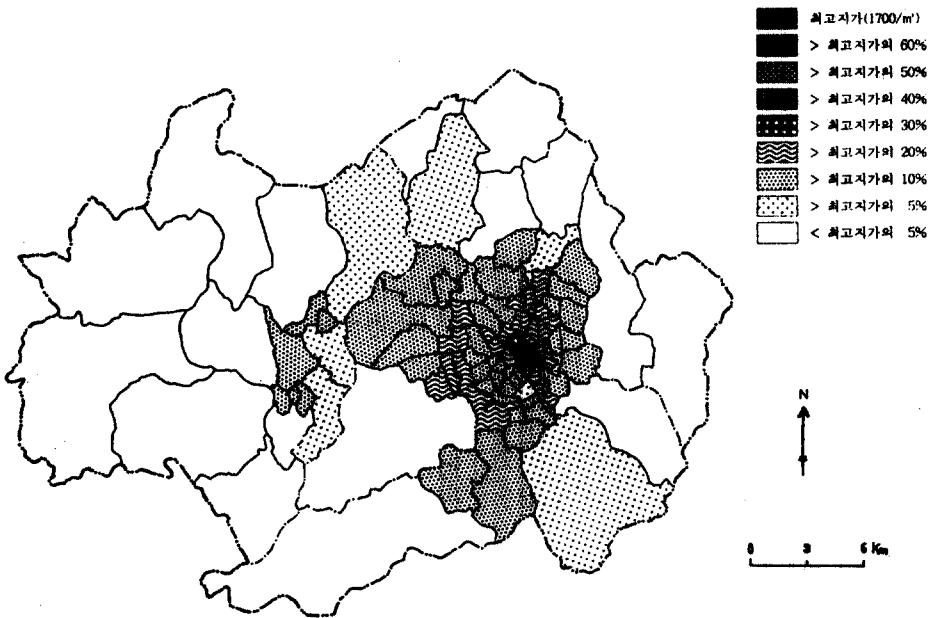 최고지가(1700/㎡)
> 최고지가의 60%
> 최고지가의 50%
> 최고지가의 40%
> 최고지가의 30%
> 최고지가의 20%
> 최고지가의 10%
> 최고지가의 5%
< 최고지가의 5%
N
0 3 6 Km